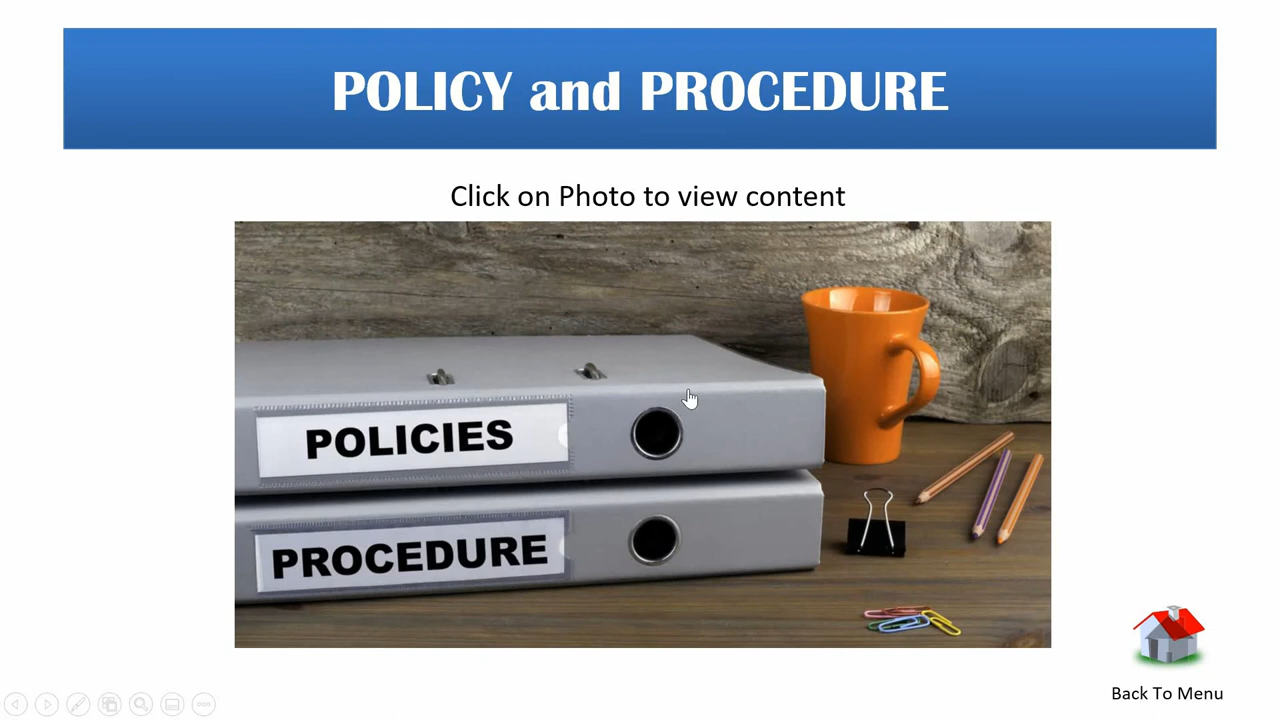 POLICY and PROCEDURE
Click on Photo to view content
POLICIES
PROCEDURE
Back To Menu